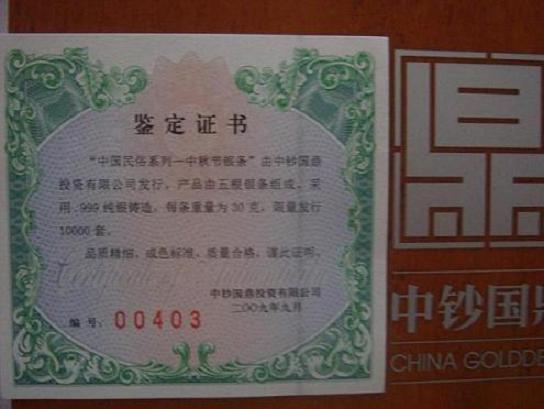 鉴定证书
“中国民俗系列—中秋节银条”由中钞国鼎
投资有限公司发行，产品由五根银条组成，采
用.999纯银铸造，每条重量为30克，限量发行
10000套。
品质精细，成色标准，质量合格，谨此证明。
中钞国鼎投资有限公司
二〇〇九年九月
编号：00403
中钞国鼎
CHINA GOLDDE